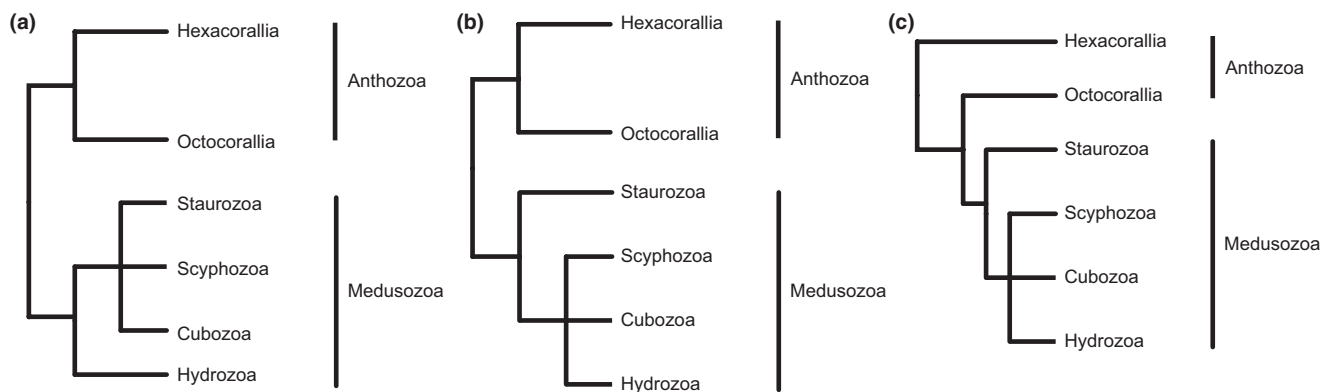 (a)
Hexacorallia
Anthozoa
Octocorallia
Staurozoa
Scyphozoa
Medusozoa
Cubozoa
Hydrozoa
(b)
Hexacorallia
Anthozoa
Octocorallia
Staurozoa
Scyphozoa
Medusozoa
Cubozoa
Hydrozoa
(c)
Hexacorallia
Anthozoa
Octocorallia
Staurozoa
Scyphozoa
Medusozoa
Cubozoa
Hydrozoa